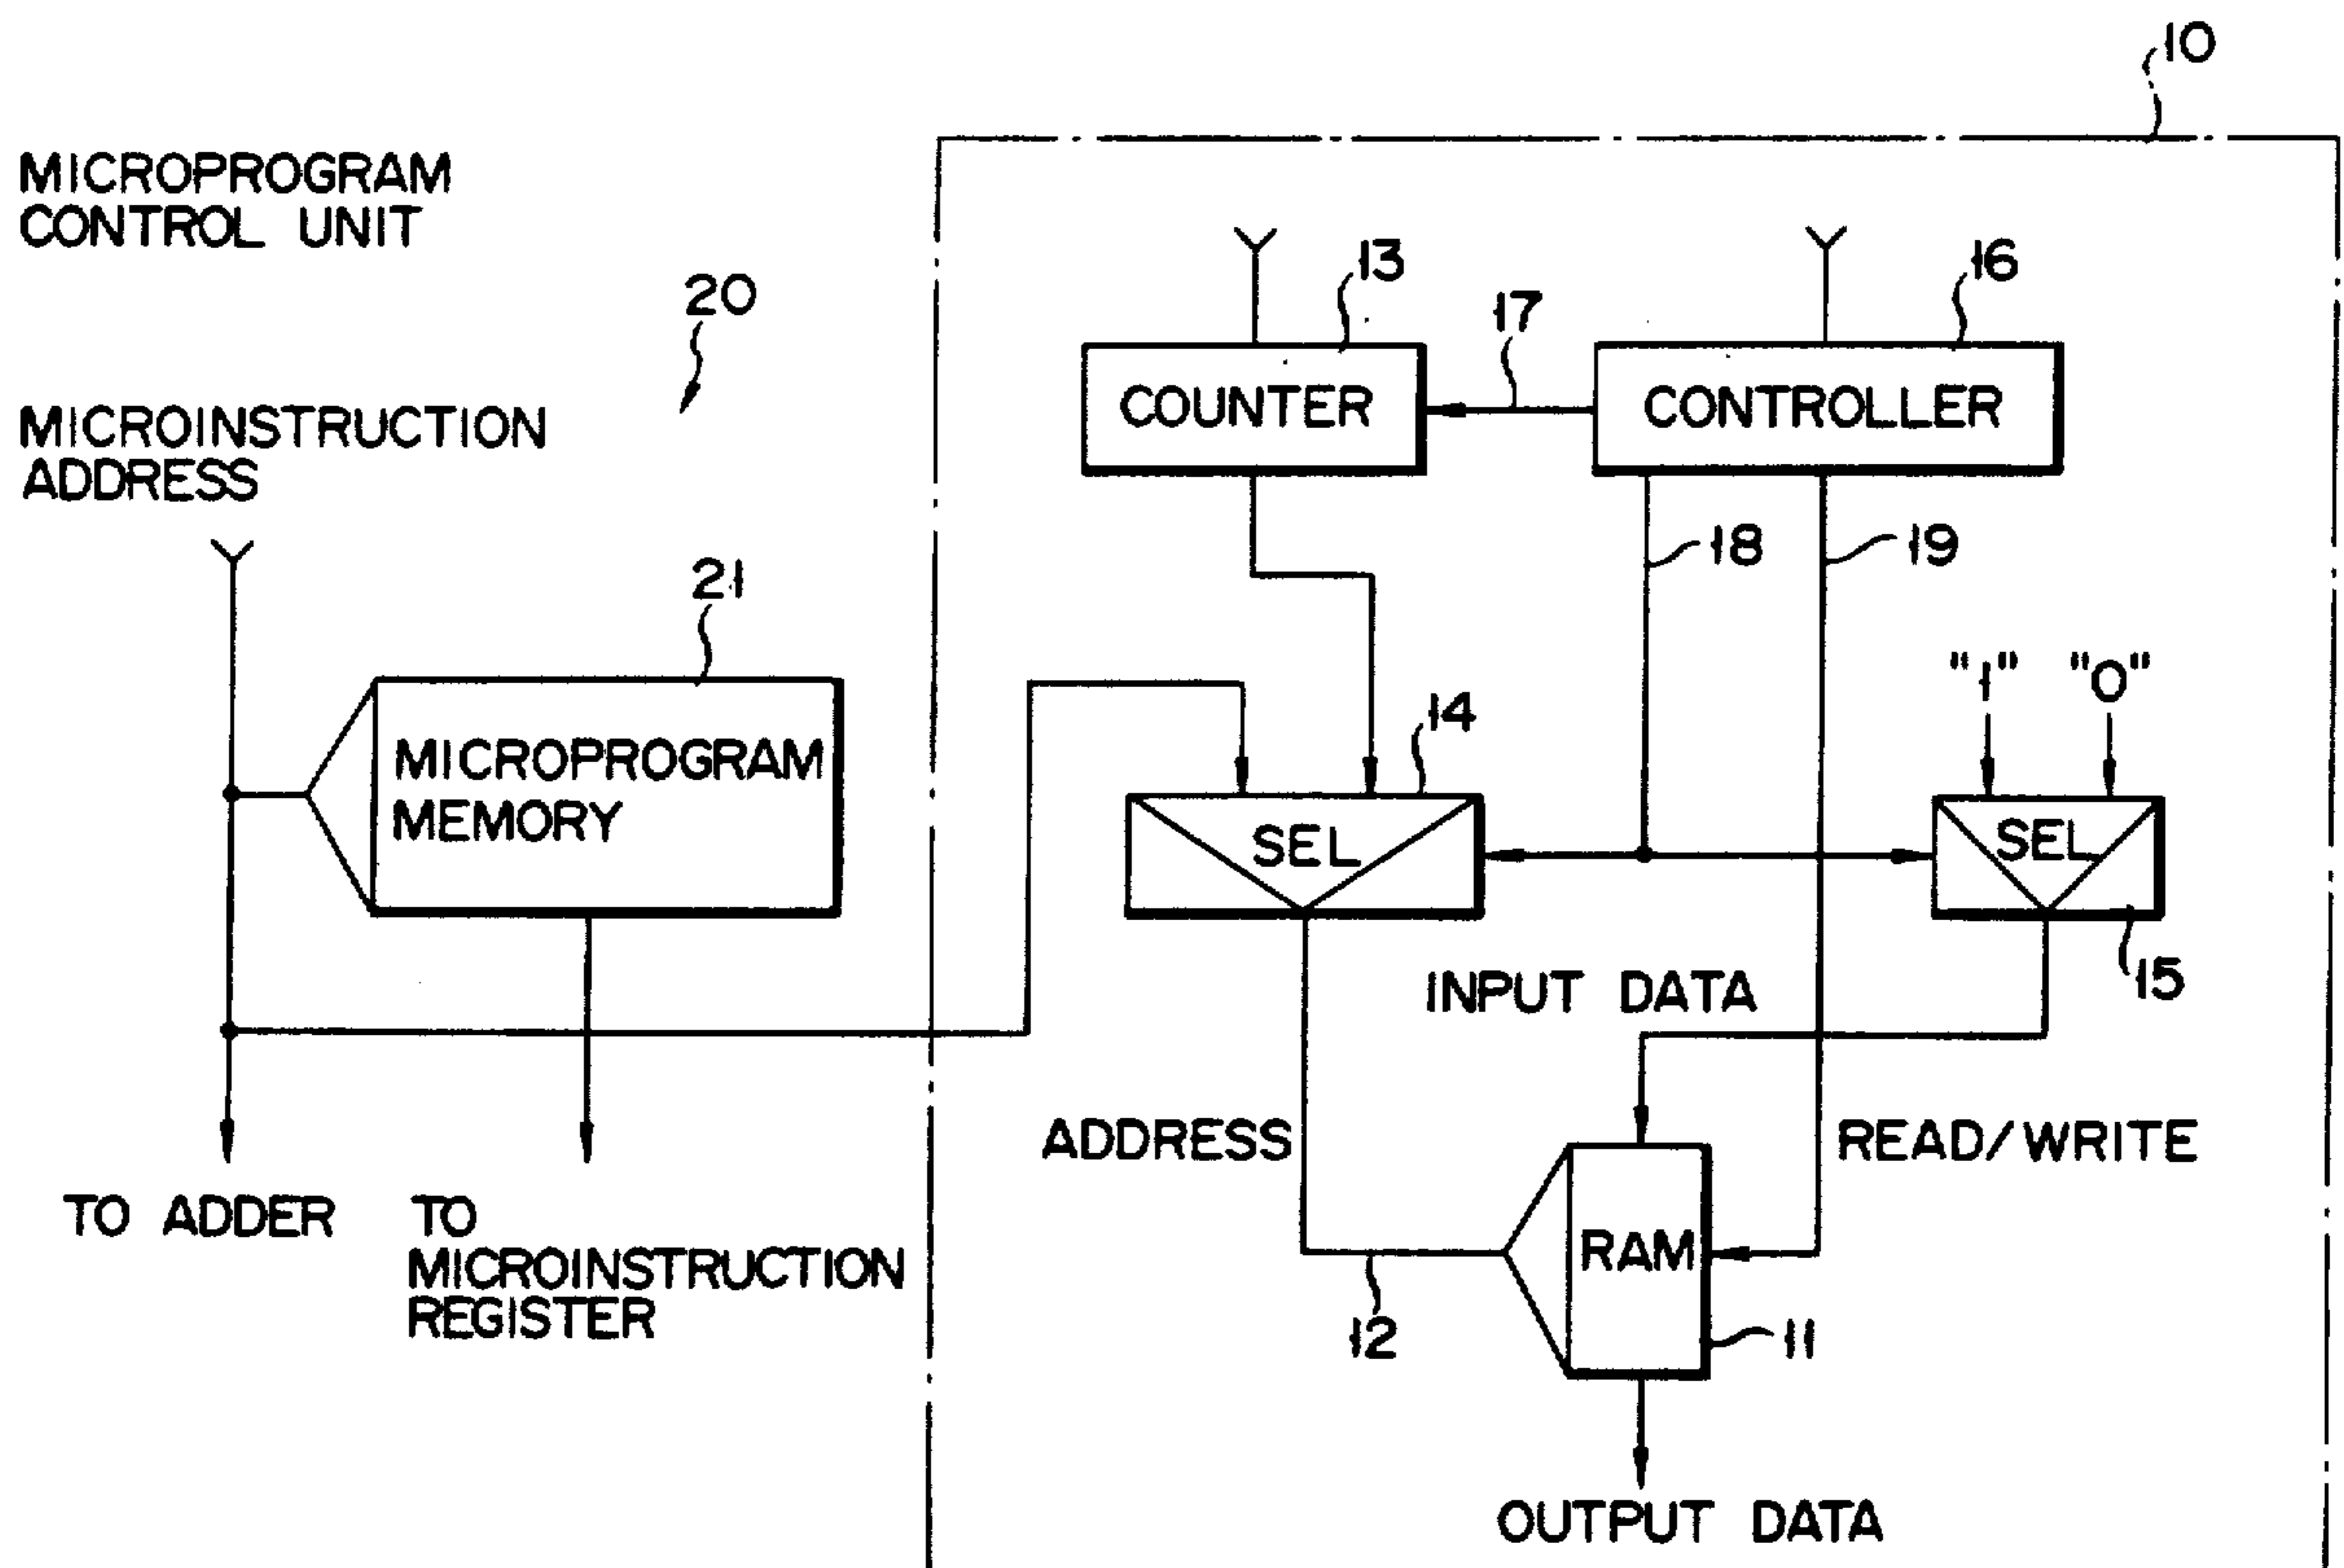 10
MICROPROGRAM
CONTROL UNIT
20
MICROINSTRUCTION
ADDRESS
13
16
17
COUNTER
CONTROLLER
18
19
21
"1" "0"
14
MICROPROGRAM
MEMORY
SEL
SEL
15
INPUT DATA
ADDRESS
READ/WRITE
TO ADDER
TO
MICROINSTRUCTION
REGISTER
RAM
12
11
OUTPUT DATA